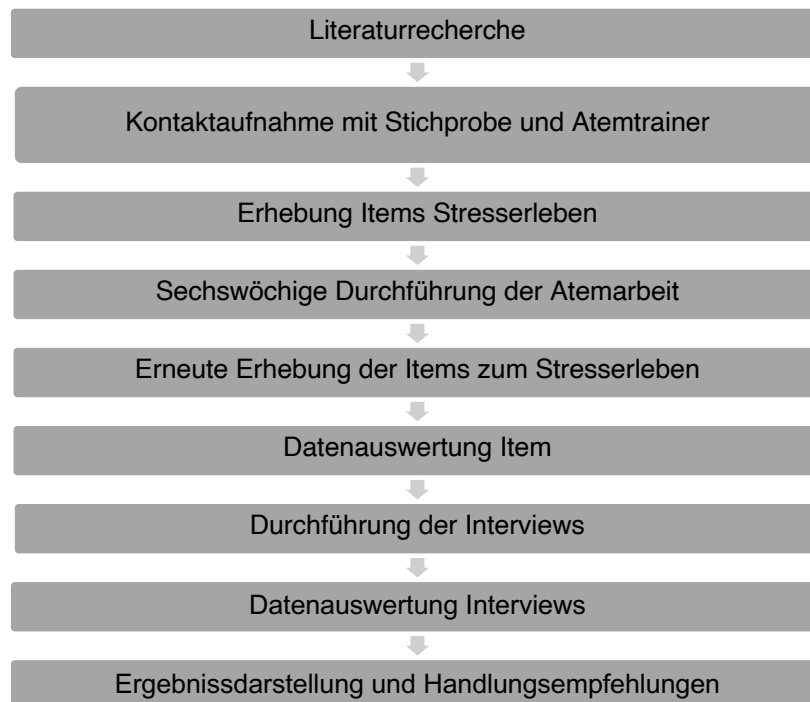 Literaturrecherche
Kontaktaufnahme mit Stichprobe und Atemtrainer
Erhebung Items Stresserleben
Sechswöchige Durchführung der Atemarbeit
Erneute Erhebung der Items zum Stresserleben
Datenauswertung Item
Durchführung der Interviews
Datenauswertung Interviews
Ergebnissdarstellung und Handlungsempfehlungen